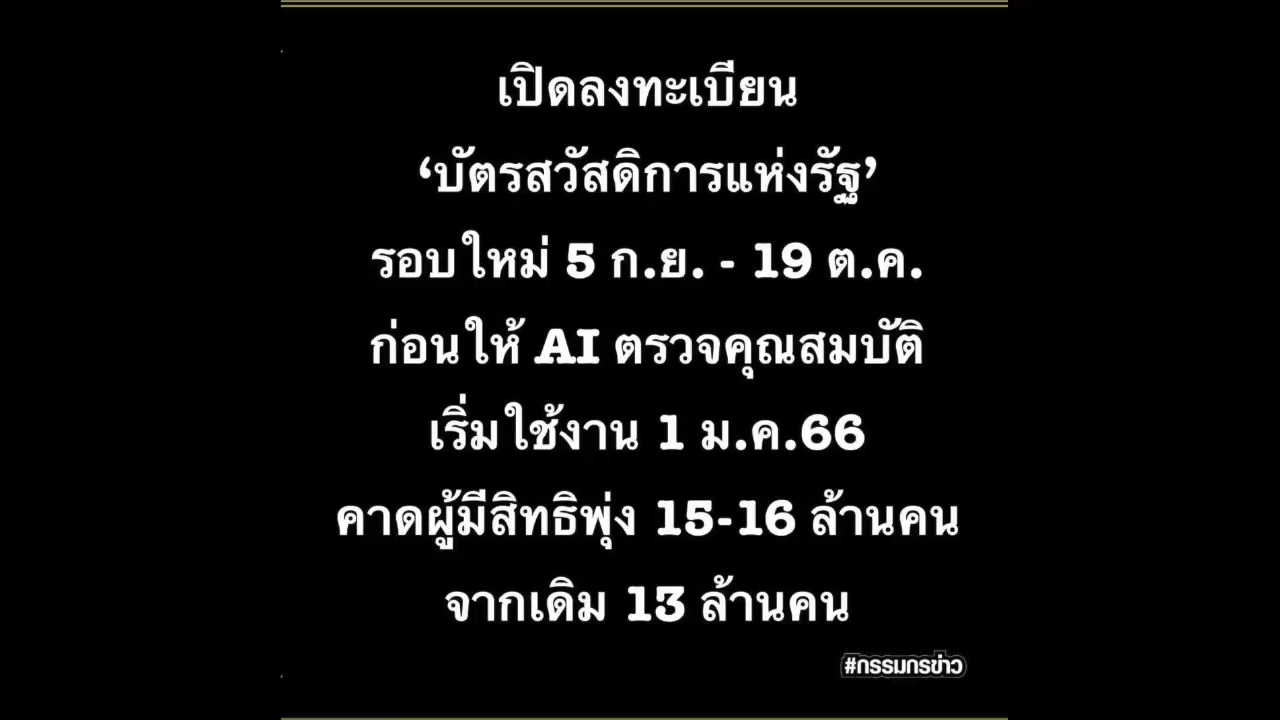 เปิดลงทะเบียน
‘บัตรสวัสดิการแห่งรัฐ’
รอบใหม่ 5 ก.ย. - 19 ต.ค.
ก่อนให้ AI ตรวจคุณสมบัติ
เริ่มใช้งาน 1 ม.ค.66
คาดผู้มีสิทธิพุ่ง 15-16 ล้านคน
จากเดิม 13 ล้านคน
#กรรมกรข่าว